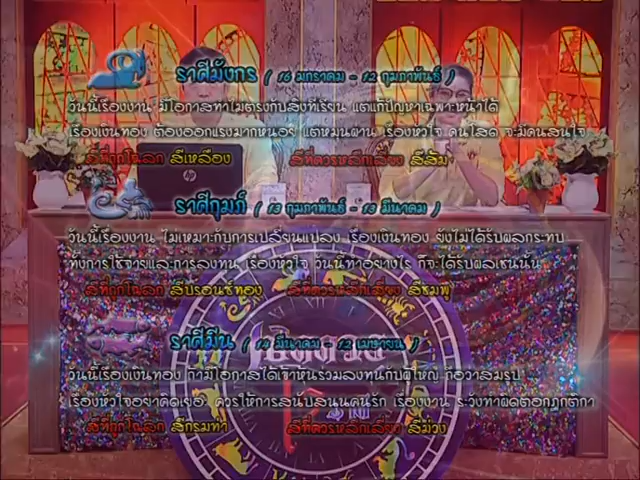 ราศีมังกร ( 16 มกราคม - 12 กุมภาพันธ์ )
วันนี้เรื่องงาน มีโอกาสทำไม่ตรงกับสิ่งที่เรียน แต่แก้ปัญหาเฉพาะหน้าได้
เรื่องเงินทอง ต้องออกแรงมากหน่อย แต่หมุนผ่าน เรื่องหัวใจ คนโสด จะมีคนสนใจ
สีที่ถูกโฉลก สีเหลือง สีที่ควรหลีกเลี่ยง สีส้ม
hp
ราศีกุมภ์ ( 13 กุมภาพันธ์ - 13 มีนาคม )
วันนี้เรื่องงาน ไม่เหมาะกับการเปลี่ยนแปลง เรื่องเงินทอง ยังไม่ได้รับผลกระทบ
ทั้งการใช้จ่ายและการลงทุน เรื่องหัวใจ วันนี้ทำอย่างไร ก็จะได้รับผลเช่นนั้น
สีที่ถูกโฉลก สีบรอนซ์ทอง สีที่ควรหลีกเลี่ยง สีชมพู
ราศีมีน ( 14 มีนาคม - 12 เมษายน )
วันนี้เรื่องเงินทอง ถ้ามีโอกาสได้เข้าหุ้นร่วมลงทุนกับผู้ใหญ่ ก็อวาสมรูป
เรื่องหัวใจอย่าคิดเยอะ ควรให้การสนับสนุนคนรัก เรื่องงาน ระวังทำผิดต่อกฎกติกา
สีที่ถูกโฉลก สีกรมท่า สีที่ควรหลีกเลี่ยง สีม่วง